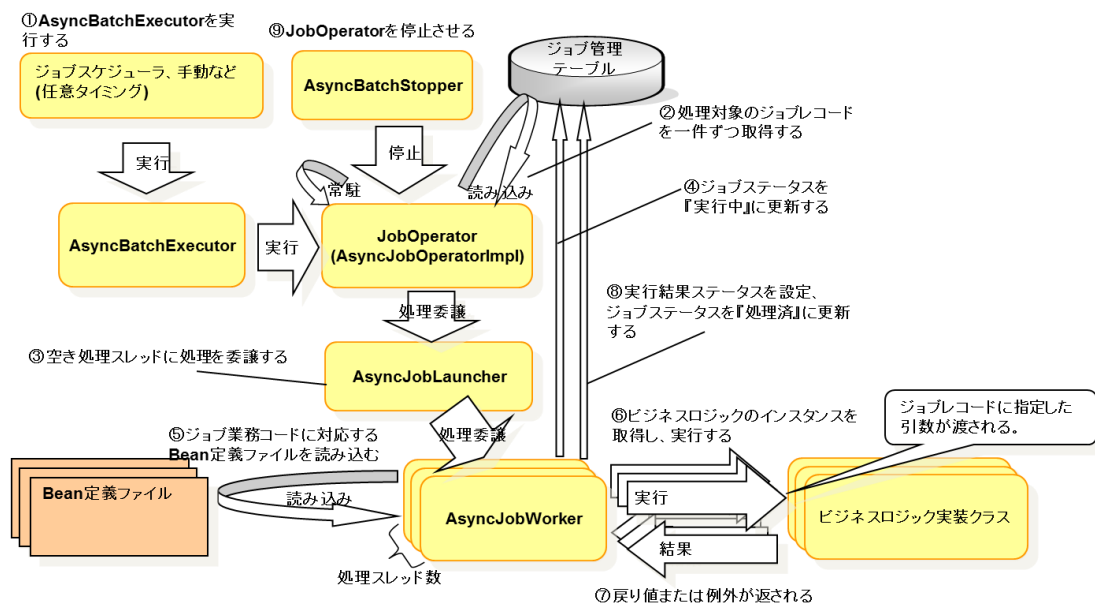 ①AsyncBatchExecutorを実
行する
ジョブスケジューラ、手動など
(任意タイミング)
⑨JobOperatorを停止させる
AsyncBatchStopper
ジョブ管理
テーブル
②処理対象のジョブレコード
を一件ずつ取得する
実行
停止
常駐
読み込み
④ジョブステータスを
『実行中』に更新する
AsyncBatchExecutor
実行
JobOperator
(AsyncJobOperatorImpl)
処理委譲
⑧実行結果ステータスを設定、
ジョブステータスを『処理済』に更新
する
③空き処理スレッドに処理を委譲する
AsyncJobLauncher
処理委譲
⑥ビジネスロジックのインスタンスを
取得し、実行する
ジョブレコードに指定した
引数が渡される。
⑤ジョブ業務コードに対応する
Bean定義ファイルを読み込む
Bean定義ファイル
読み込み
AsyncJobWorker
実行
ビジネスロジック実装クラス
結果
処理スレッド数
⑦戻り値または例外が返される